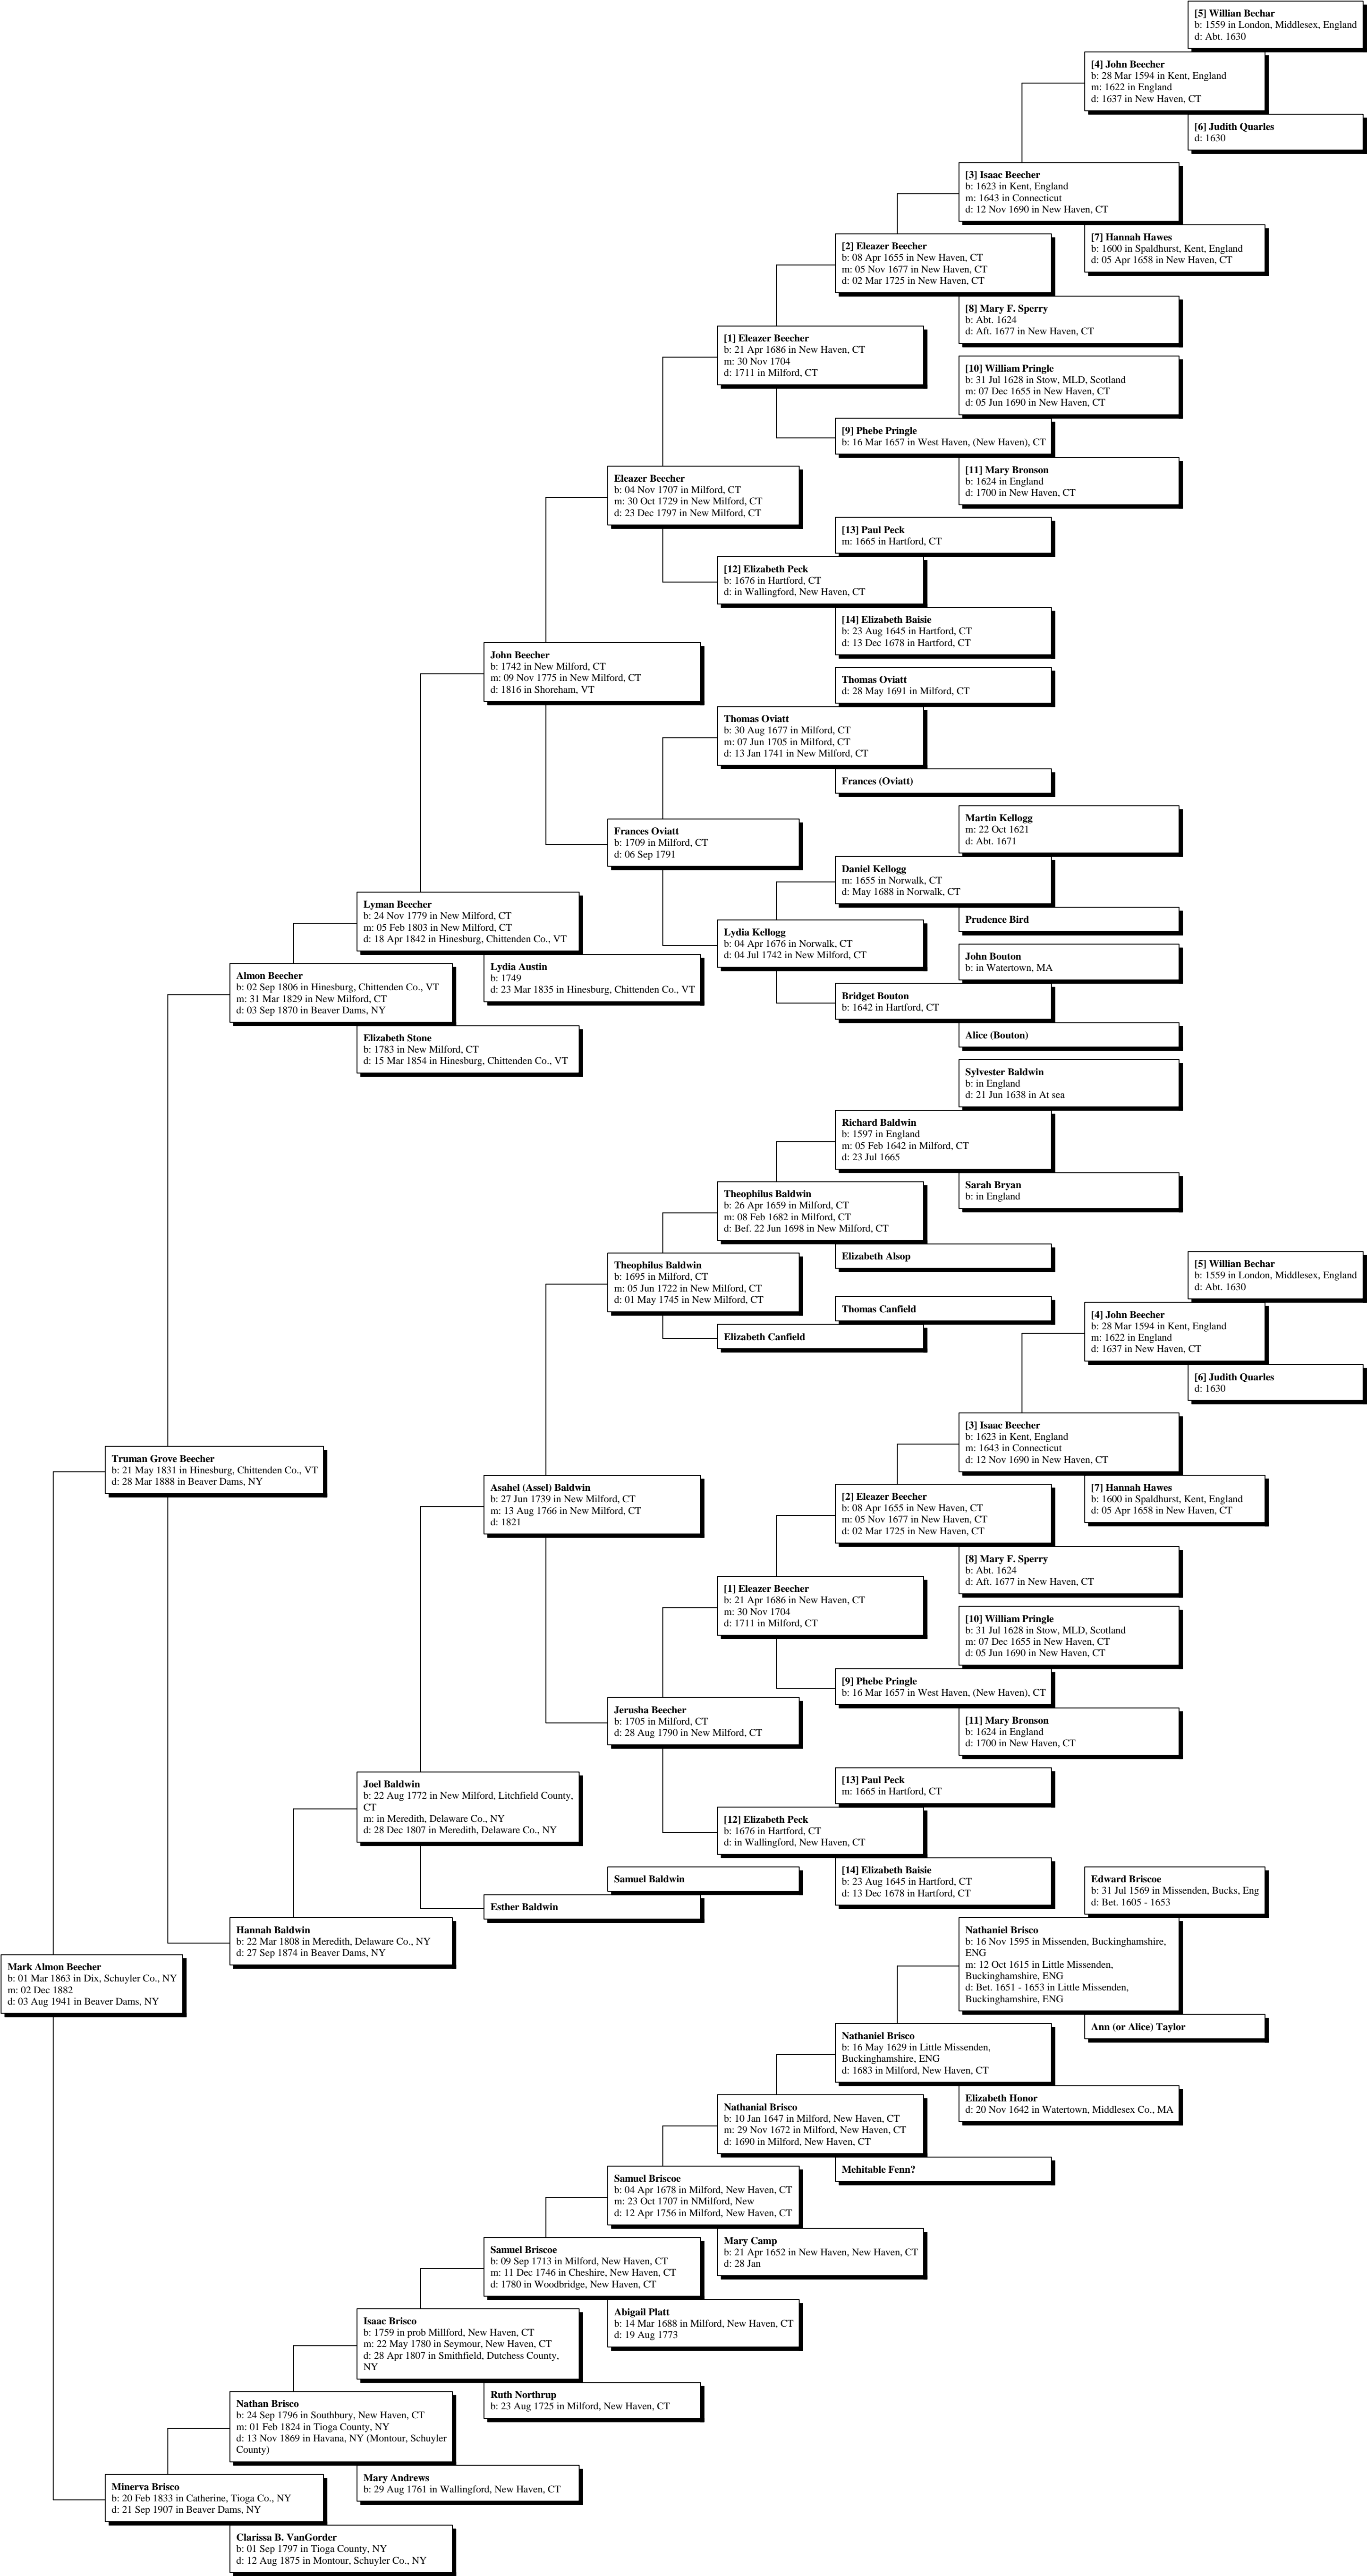 [5] Willian Bechar
b: 1559 in London, Middlesex, England
d: Abt. 1630
[4] John Beecher
b: 28 Mar 1594 in Kent, England
m: 1622 in England
d: 1637 in New Haven, CT
[6] Judith Quarles
d: 1630
[3] Isaac Beecher
b: 1623 in Kent, England
m: 1643 in Connecticut
d: 12 Nov 1690 in New Haven, CT
[7] Hannah Hawes
b: 1600 in Spaldhurst, Kent, England
d: 05 Apr 1658 in New Haven, CT
[2] Eleazer Beecher
b: 08 Apr 1655 in New Haven, CT
m: 05 Nov 1677 in New Haven, CT
d: 02 Mar 1725 in New Haven, CT
[8] Mary F. Sperry
b: Abt. 1624
d: Aft. 1677 in New Haven, CT
[1] Eleazer Beecher
b: 21 Apr 1686 in New Haven, CT
m: 30 Nov 1704
d: 1711 in Milford, CT
[10] William Pringle
b: 31 Jul 1628 in Stow, MLD, Scotland
m: 07 Dec 1655 in New Haven, CT
d: 05 Jun 1690 in New Haven, CT
[9] Phebe Pringle
b: 16 Mar 1657 in West Haven, (New Haven), CT
[11] Mary Bronson
b: 1624 in England
d: 1700 in New Haven, CT
Eleazer Beecher
b: 04 Nov 1707 in Milford, CT
m: 30 Oct 1729 in New Milford, CT
d: 23 Dec 1797 in New Milford, CT
[13] Paul Peck
m: 1665 in Hartford, CT
[12] Elizabeth Peck
b: 1676 in Hartford, CT
d: in Wallingford, New Haven, CT
[14] Elizabeth Baisie
b: 23 Aug 1645 in Hartford, CT
d: 13 Dec 1678 in Hartford, CT
John Beecher
b: 1742 in New Milford, CT
m: 09 Nov 1775 in New Milford, CT
d: 1816 in Shoreham, VT
Thomas Oviatt
d: 28 May 1691 in Milford, CT
Thomas Oviatt
b: 30 Aug 1677 in Milford, CT
m: 07 Jun 1705 in Milford, CT
d: 13 Jan 1741 in New Milford, CT
Frances (Oviatt)
Frances Oviatt
b: 1709 in Milford, CT
d: 06 Sep 1791
Martin Kellogg
m: 22 Oct 1621
d: Abt. 1671
Daniel Kellogg
m: 1655 in Norwalk, CT
d: May 1688 in Norwalk, CT
Prudence Bird
Lydia Kellogg
b: 04 Apr 1676 in Norwalk, CT
d: 04 Jul 1742 in New Milford, CT
John Bouton
b: in Watertown, MA
Bridget Bouton
b: 1642 in Hartford, CT
Alice (Bouton)
Lyman Beecher
b: 24 Nov 1779 in New Milford, CT
m: 05 Feb 1803 in New Milford, CT
d: 18 Apr 1842 in Hinesburg, Chittenden Co., VT
Lydia Austin
b: 1749
d: 23 Mar 1835 in Hinesburg, Chittenden Co., VT
Almon Beecher
b: 02 Sep 1806 in Hinesburg, Chittenden Co., VT
m: 31 Mar 1829 in New Milford, CT
d: 03 Sep 1870 in Beaver Dams, NY
Elizabeth Stone
b: 1783 in New Milford, CT
d: 15 Mar 1854 in Hinesburg, Chittenden Co., VT
Sylvester Baldwin
b: in England
d: 21 Jun 1638 in At sea
Richard Baldwin
b: 1597 in England
m: 05 Feb 1642 in Milford, CT
d: 23 Jul 1665
Sarah Bryan
b: in England
Theophilus Baldwin
b: 26 Apr 1659 in Milford, CT
m: 08 Feb 1682 in Milford, CT
d: Bef. 22 Jun 1698 in New Milford, CT
Elizabeth Alsop
Theophilus Baldwin
b: 1695 in Milford, CT
m: 05 Jun 1722 in New Milford, CT
d: 01 May 1745 in New Milford, CT
Thomas Canfield
Elizabeth Canfield
[5] Willian Bechar
b: 1559 in London, Middlesex, England
d: Abt. 1630
[4] John Beecher
b: 28 Mar 1594 in Kent, England
m: 1622 in England
d: 1637 in New Haven, CT
[6] Judith Quarles
d: 1630
[3] Isaac Beecher
b: 1623 in Kent, England
m: 1643 in Connecticut
d: 12 Nov 1690 in New Haven, CT
[7] Hannah Hawes
b: 1600 in Spaldhurst, Kent, England
d: 05 Apr 1658 in New Haven, CT
Truman Grove Beecher
b: 21 May 1831 in Hinesburg, Chittenden Co., VT
d: 28 Mar 1888 in Beaver Dams, NY
Asahel (Assel) Baldwin
b: 27 Jun 1739 in New Milford, CT
m: 13 Aug 1766 in New Milford, CT
d: 1821
[2] Eleazer Beecher
b: 08 Apr 1655 in New Haven, CT
m: 05 Nov 1677 in New Haven, CT
d: 02 Mar 1725 in New Haven, CT
[8] Mary F. Sperry
b: Abt. 1624
d: Aft. 1677 in New Haven, CT
[1] Eleazer Beecher
b: 21 Apr 1686 in New Haven, CT
m: 30 Nov 1704
d: 1711 in Milford, CT
[10] William Pringle
b: 31 Jul 1628 in Stow, MLD, Scotland
m: 07 Dec 1655 in New Haven, CT
d: 05 Jun 1690 in New Haven, CT
[9] Phebe Pringle
b: 16 Mar 1657 in West Haven, (New Haven), CT
[11] Mary Bronson
b: 1624 in England
d: 1700 in New Haven, CT
Jerusha Beecher
b: 1705 in Milford, CT
d: 28 Aug 1790 in New Milford, CT
[13] Paul Peck
m: 1665 in Hartford, CT
[12] Elizabeth Peck
b: 1676 in Hartford, CT
d: in Wallingford, New Haven, CT
[14] Elizabeth Baisie
b: 23 Aug 1645 in Hartford, CT
d: 13 Dec 1678 in Hartford, CT
Joel Baldwin
b: 22 Aug 1772 in New Milford, Litchfield County,
CT
m: in Meredith, Delaware Co., NY
d: 28 Dec 1807 in Meredith, Delaware Co., NY
Samuel Baldwin
Esther Baldwin
Hannah Baldwin
b: 22 Mar 1808 in Meredith, Delaware Co., NY
d: 27 Sep 1874 in Beaver Dams, NY
Mark Almon Beecher
b: 01 Mar 1863 in Dix, Schuyler Co., NY
m: 02 Dec 1882
d: 03 Aug 1941 in Beaver Dams, NY
Edward Briscoe
b: 31 Jul 1569 in Missenden, Bucks, Eng
d: Bet. 1605 - 1653
Nathaniel Brisco
b: 16 Nov 1595 in Missenden, Buckinghamshire,
ENG
m: 12 Oct 1615 in Little Missenden,
Buckinghamshire, ENG
d: Bet. 1651 - 1653 in Little Missenden,
Buckinghamshire, ENG
Ann (or Alice) Taylor
Nathaniel Brisco
b: 16 May 1629 in Little Missenden,
Buckinghamshire, ENG
d: 1683 in Milford, New Haven, CT
Elizabeth Honor
d: 20 Nov 1642 in Watertown, Middlesex Co., MA
Nathanial Brisco
b: 10 Jan 1647 in Milford, New Haven, CT
m: 29 Nov 1672 in Milford, New Haven, CT
d: 1690 in Milford, New Haven, CT
Mehitable Fenn?
Samuel Briscoe
b: 04 Apr 1678 in Milford, New Haven, CT
m: 23 Oct 1707 in NMilford, New
d: 12 Apr 1756 in Milford, New Haven, CT
Mary Camp
b: 21 Apr 1652 in New Haven, New Haven, CT
d: 28 Jan
Samuel Briscoe
b: 09 Sep 1713 in Milford, New Haven, CT
m: 11 Dec 1746 in Cheshire, New Haven, CT
d: 1780 in Woodbridge, New Haven, CT
Abigail Platt
b: 14 Mar 1688 in Milford, New Haven, CT
d: 19 Aug 1773
Isaac Brisco
b: 1759 in prob Millford, New Haven, CT
m: 22 May 1780 in Seymour, New Haven, CT
d: 28 Apr 1807 in Smithfield, Dutchess County,
NY
Ruth Northrup
b: 23 Aug 1725 in Milford, New Haven, CT
Nathan Brisco
b: 24 Sep 1796 in Southbury, New Haven, CT
m: 01 Feb 1824 in Tioga County, NY
d: 13 Nov 1869 in Havana, NY (Montour, Schuyler
County)
Mary Andrews
b: 29 Aug 1761 in Wallingford, New Haven, CT
Minerva Brisco
b: 20 Feb 1833 in Catherine, Tioga Co., NY
d: 21 Sep 1907 in Beaver Dams, NY
Clarissa B. VanGorder
b: 01 Sep 1797 in Tioga County, NY
d: 12 Aug 1875 in Montour, Schuyler Co., NY